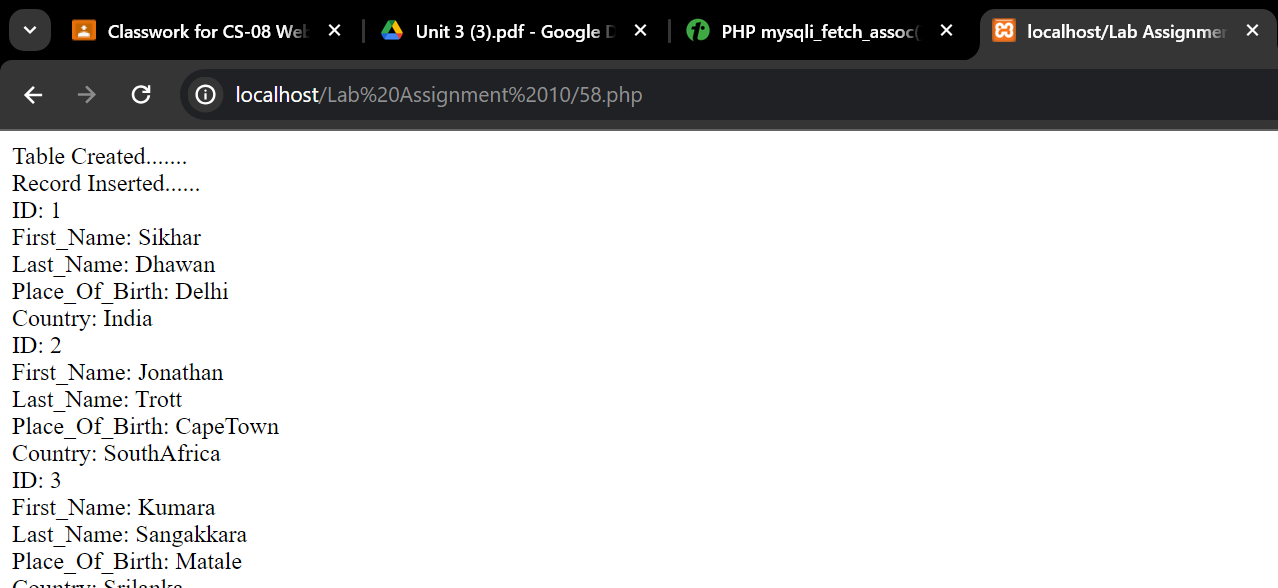 Classwork for CS-08 Web
Unit 3 (3).pdf - Google D
PHP mysqli_fetch_assoc(
localhost/Lab Assignmen
localhost/Lab%20Assignment%2010/58.php
Table Created.......
Record Inserted......
ID: 1
First_Name: Sikhar
Last_Name: Dhawan
Place_Of_Birth: Delhi
Country: India
ID: 2
First_Name: Jonathan
Last_Name: Trott
Place_Of_Birth: CapeTown
Country: SouthAfrica
ID: 3
First_Name: Kumara
Last_Name: Sangakkara
Place_Of_Birth: Matale
Country: Srilanka